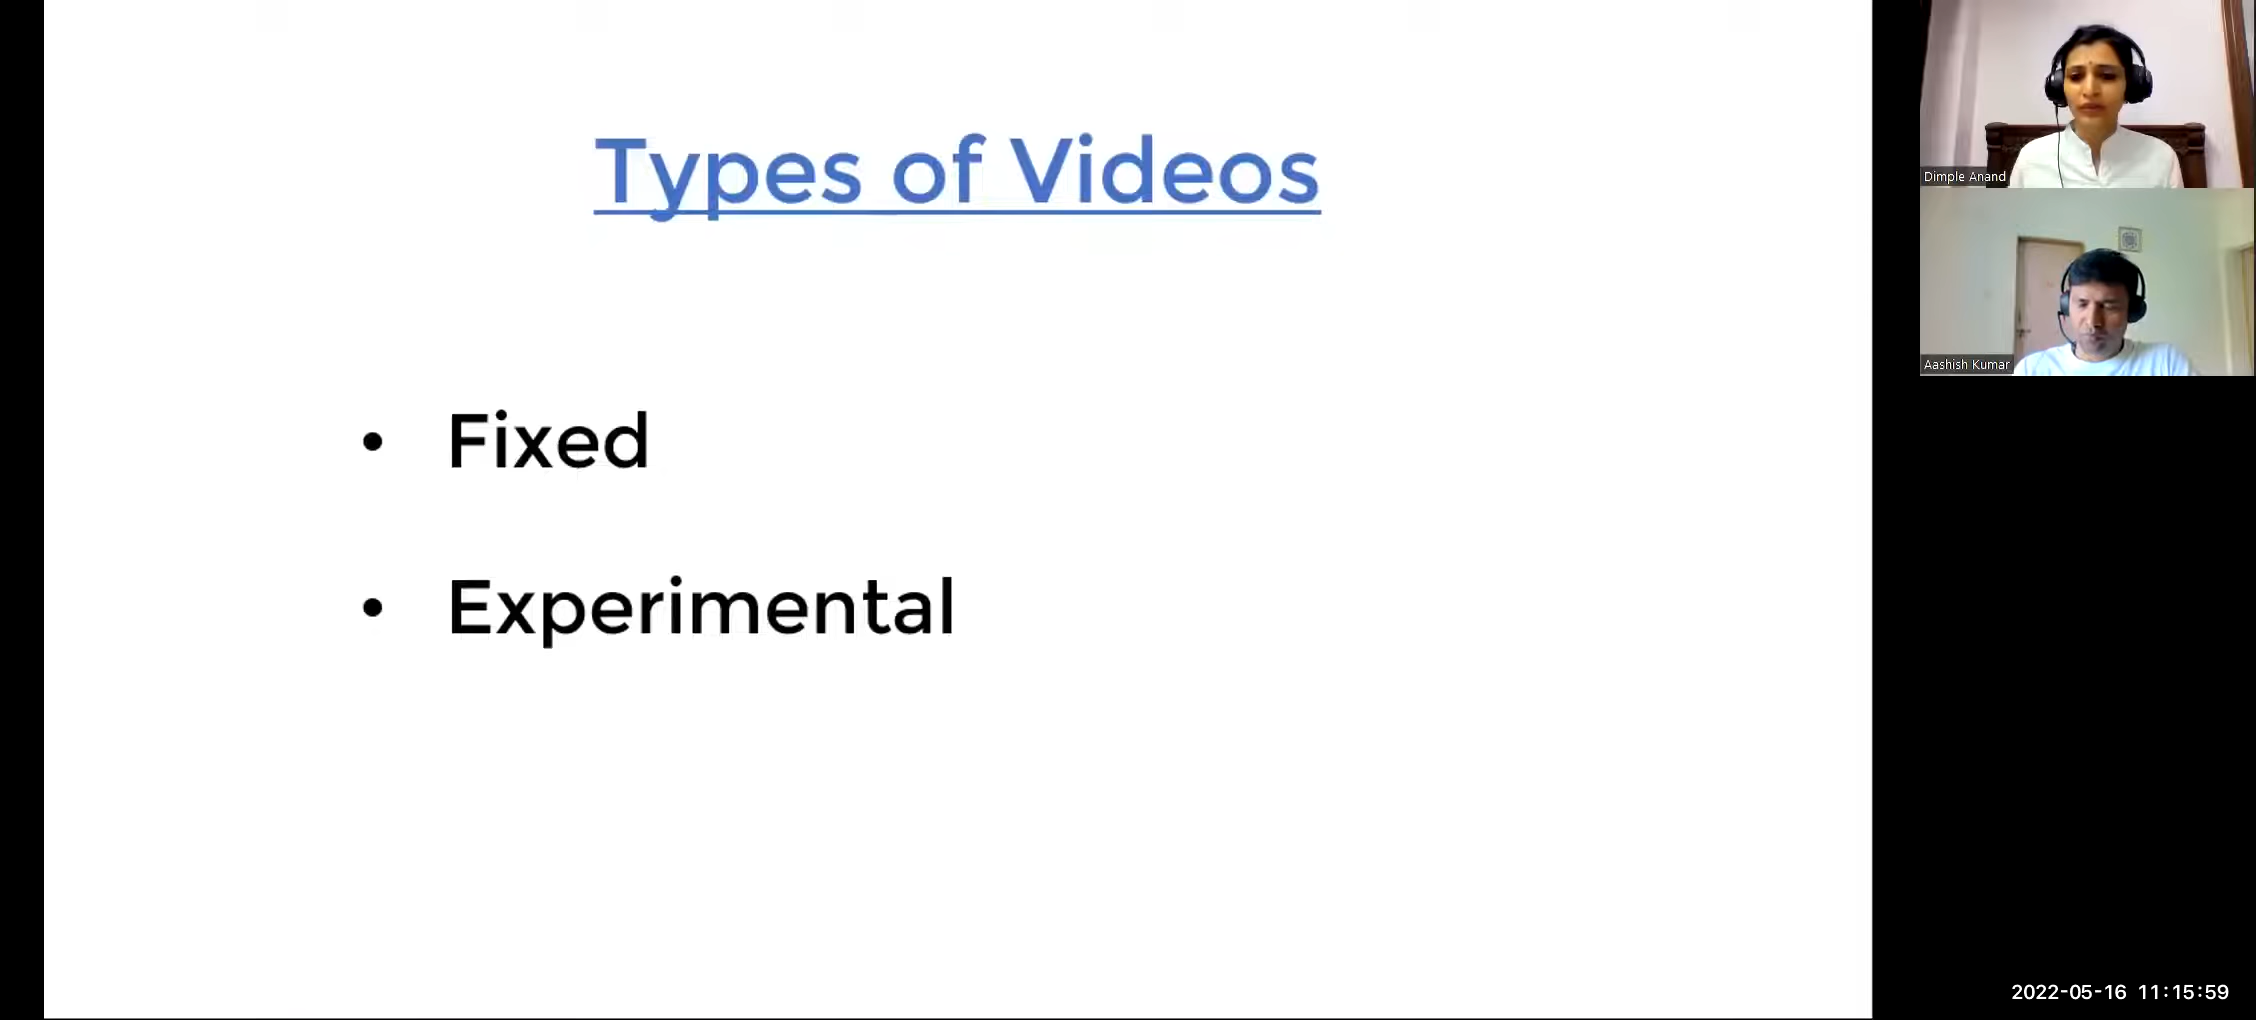 Types of Videos
• Fixed
• Experimental
Dimple Anand
Aashish Kumar
2022-05-16 11:15:59